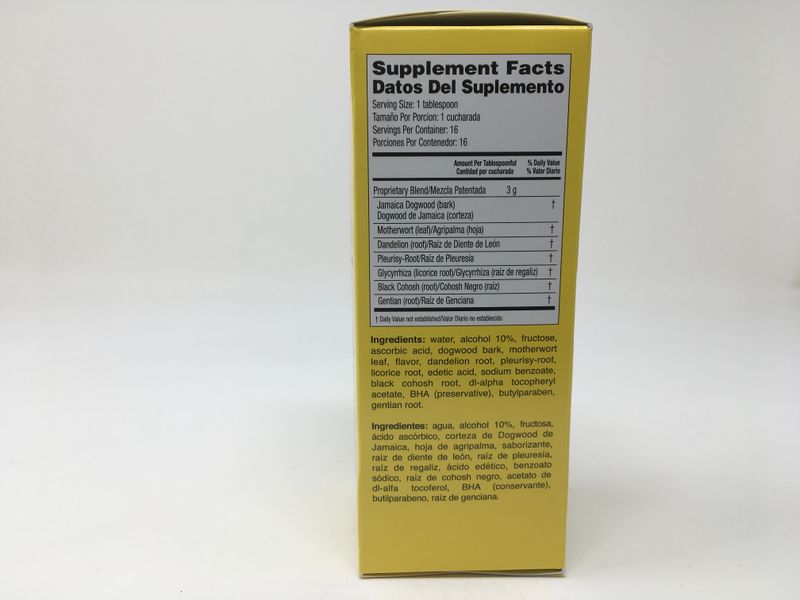 Supplement Facts
Datos Del Suplemento
Serving Size: 1 tablespoon
Tamaño Por Porcion: 1 cucharada
Servings Per Container: 16
Porciones Por Contenedor: 16
Amount Per Tablespoonful % Daily Value
Cantidad por cucharada % Valor Diario
Proprietary Blend/Mezcla Patentada 3 g
Jamaica Dogwood (bark) †
Dogwood de Jamaica (corteza)
Motherwort (leaf)/Agripalma (hoja) †
Dandelion (root)/Raíz de Diente de León †
Pleurisy-Root/Raíz de Pleuresía †
Glycyrrhiza (licorice root)/Glycyrrhiza (raíz de regaliz) †
Black Cohosh (root)/Cohosh Negro (raíz) †
Gentian (root)/Raíz de Genciana †
† Daily Value not established/Valor Diario no establecido
Ingredients: water, alcohol 10%, fructose,
ascorbic acid, dogwood bark, motherwort
leaf, flavor, dandelion root, pleurisy-root,
licorice root, edetic acid, sodium benzoate,
black cohosh root, dl-alpha tocopheryl
acetate, BHA (preservative), butylparaben,
gentian root.
Ingredientes: agua, alcohol 10%, fructosa,
ácido ascórbico, corteza de Dogwood de
Jamaica, hoja de agripalma, saborizante,
raíz de diente de león, raíz de pleuresía,
raíz de regaliz, ácido edético, benzoato
sódico, raíz de cohosh negro, acetato de
dl-alfa tocoferol, BHA (conservante),
butilparabeno, raíz de genciana.